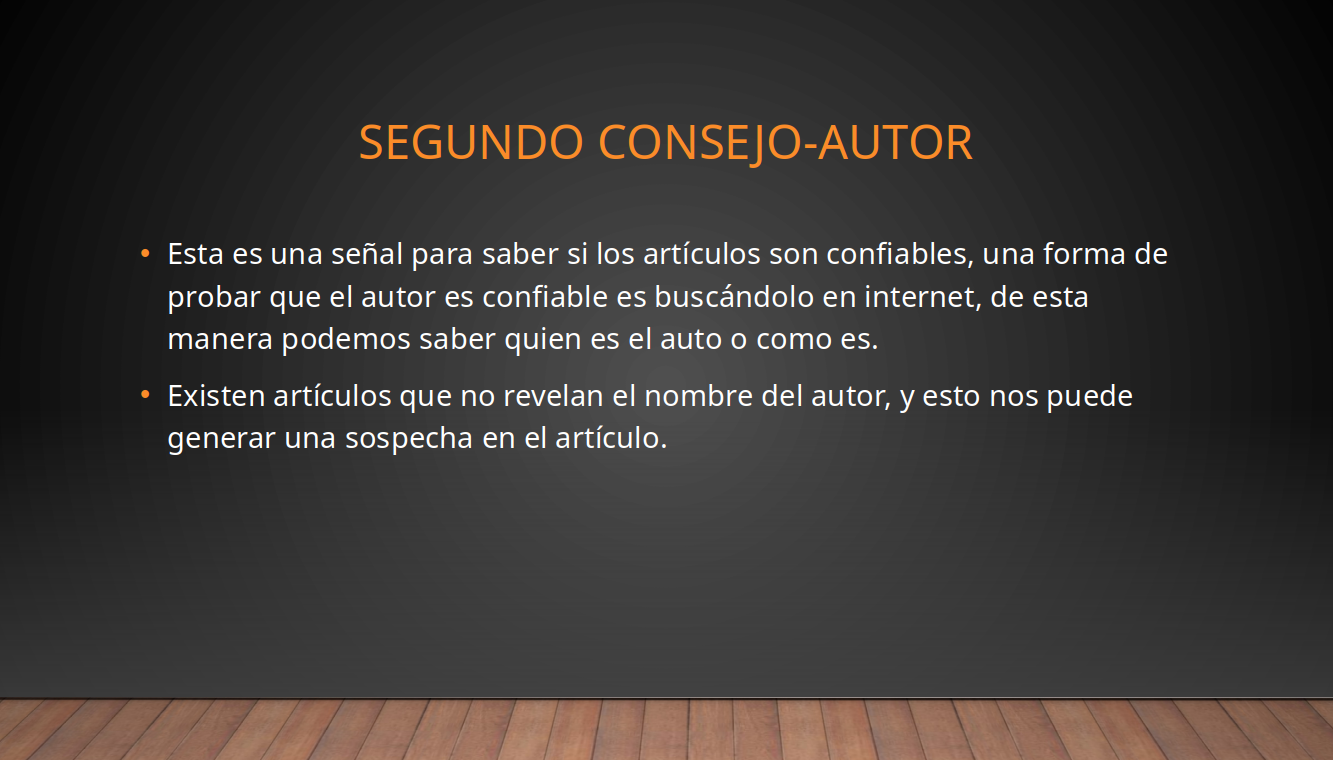 SEGUNDO CONSEJO-AUTOR
• Esta es una señal para saber si los artículos son confiables, una forma de
probar que el autor es confiable es buscándolo en internet, de esta
manera podemos saber quien es el auto o como es.
• Existen artículos que no revelan el nombre del autor, y esto nos puede
generar una sospecha en el artículo.